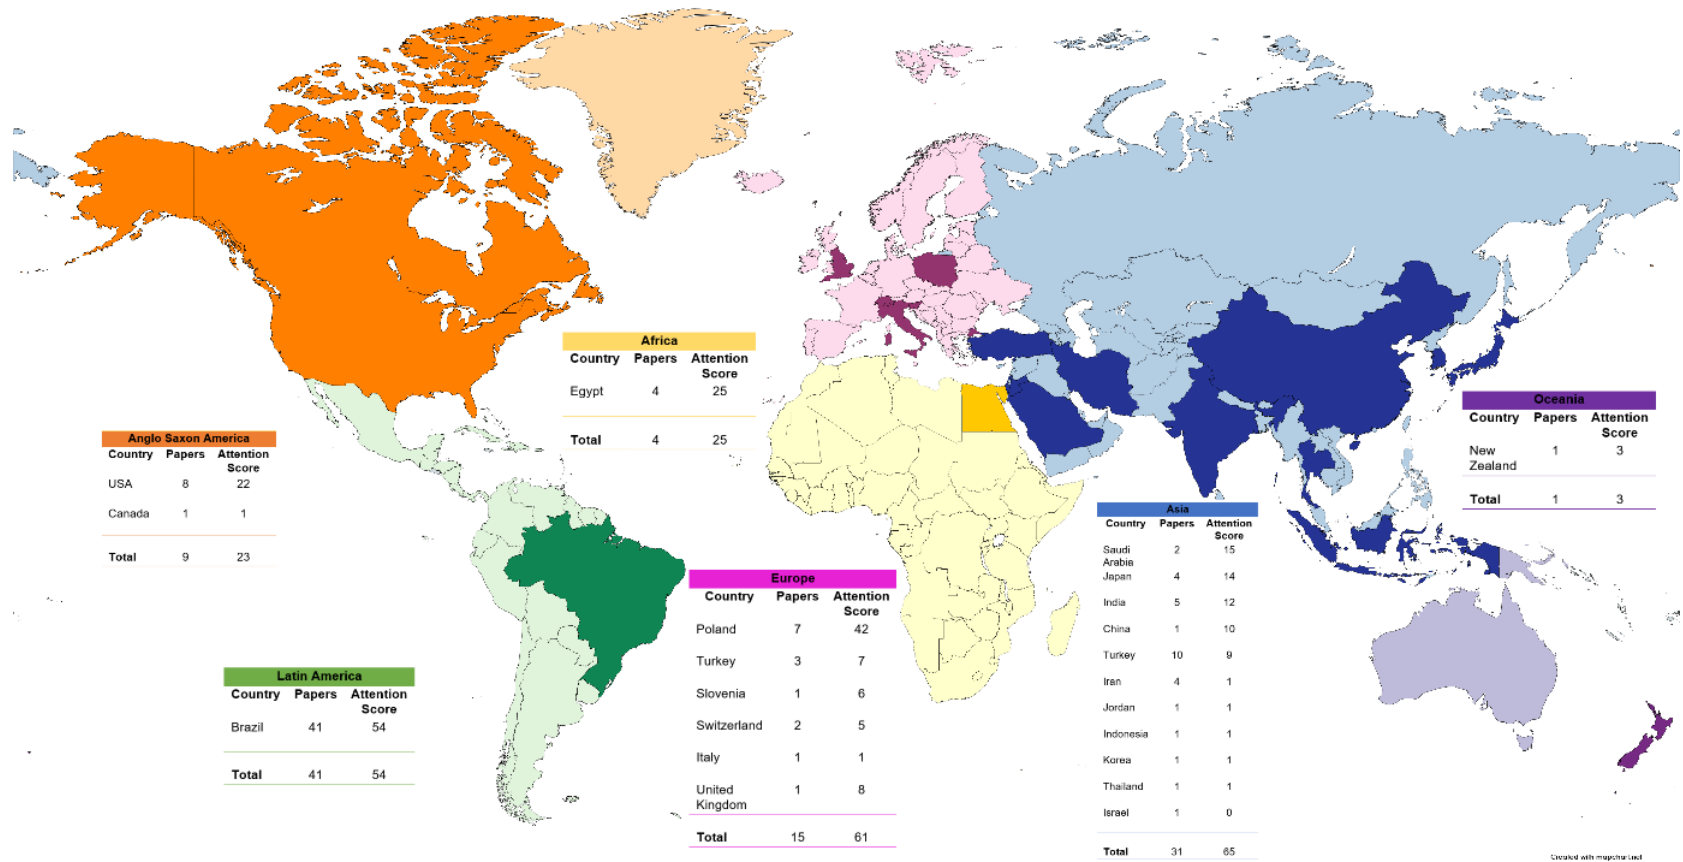 Africa
Country Papers Attention
Score
Egypt 4 25
Total 4 25
Oceania
Country Papers Attention
Score
New 1 3
Zealand
Total 1 3
Anglo Saxon America
Country Papers Attention
Score
USA 8 22
Canada 1 1
Total 9 23
Asia
Country Papers Attention
Score
Saudi 2 15
Arabia
Japan 4 14
India 5 12
China 1 10
Turkey 10 9
Iran 4 1
Jordan 1 1
Indonesia 1 1
Korea 1 1
Thailand 1 1
Israel 1 0
Total 31 65
Europe
Country Papers Attention
Score
Poland 7 42
Turkey 3 7
Slovenia 1 6
Switzerland 2 5
Italy 1 1
United 1 8
Kingdom
Total 15 61
Latin America
Country Papers Attention
Score
Brazil 41 54
Total 41 54
Created with mapchart.net